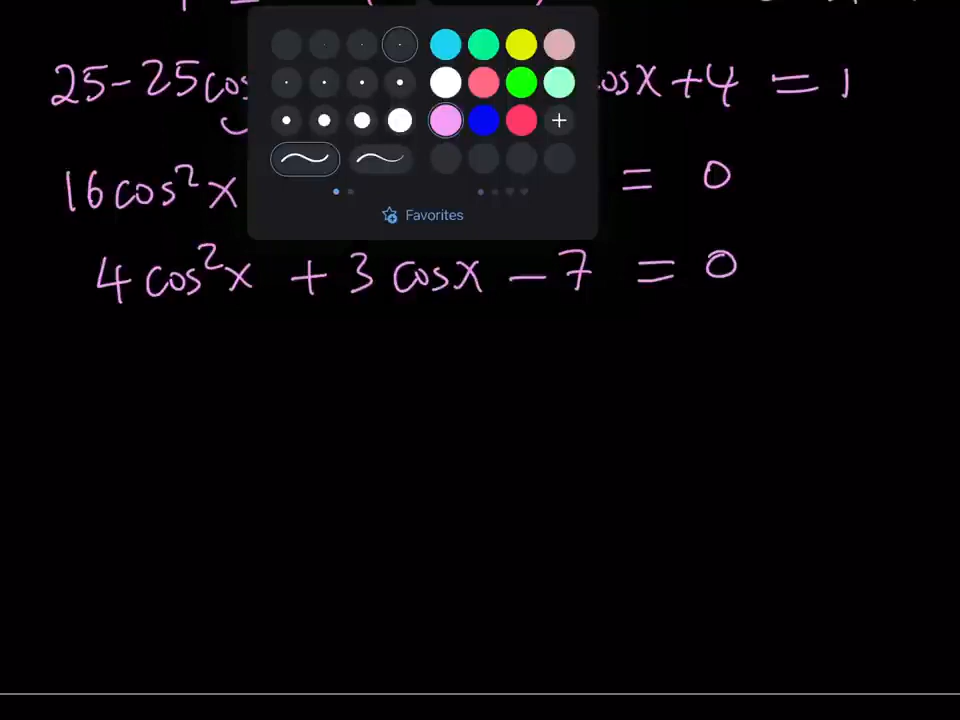 25-25cos cosx+4 = 1
16cos²x = 0
Favorites
4cos²x + 3cosx - 7 = 0